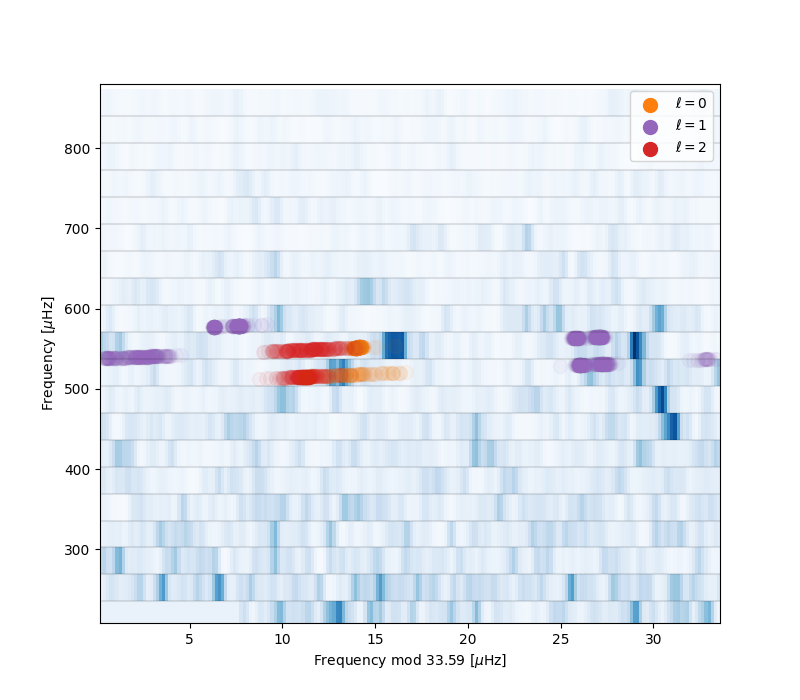 ℓ = 0
ℓ = 1
ℓ = 2
800
700
600
500
400
300
Frequency [μHz]
5 10 15 20 25 30
Frequency mod 33.59 [μHz]